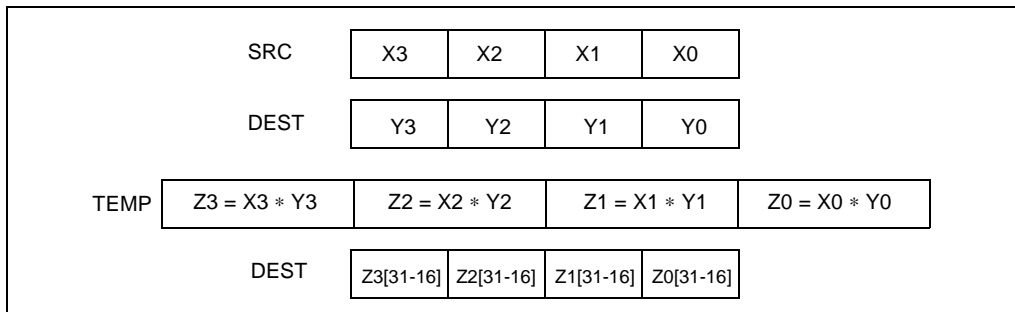 SRC X3 X2 X1 X0
DEST Y3 Y2 Y1 Y0
TEMP Z3 = X3 ∗ Y3 Z2 = X2 ∗ Y2 Z1 = X1 ∗ Y1 Z0 = X0 ∗ Y0
DEST Z3[31-16] Z2[31-16] Z1[31-16] Z0[31-16]